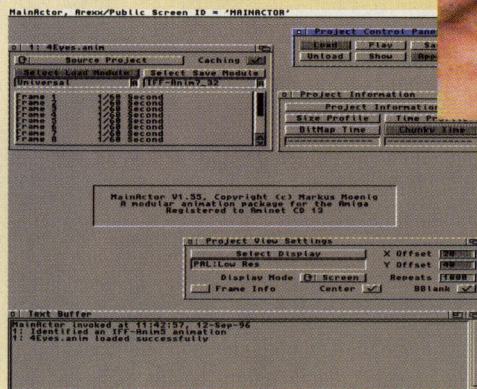 MainActor, Arexx/Public Screen ID = 'MAINACTOR'
Project Control
Load Play
Unload Show
1: 4Eyes.anim
Source Project Caching
Select Load Module Select Save Module
Universal IFF-Anim7_32
Frame 1 1/60 Second
Frame 2 1/60 Second
Frame 3 1/60 Second
Frame 4 1/60 Second
Frame 5 1/60 Second
Frame 6 1/60 Second
Frame 7 1/60 Second
Frame 8 1/60 Second
Project Information
Project Information
Size Profile Time
BitMap Time Chunky Time
MainActor V1.55, Copyright (c) Markus Moenig
A modular animation package for the Amiga
Registered to Aminet CD 13
Project View Settings
Select Display X Offset 20
PAL:Low Res Y Offset 40
Display Mode Screen Repeats 1000
Frame Info Center BBlank
Text Buffer
MainActor invoked at 11:42:57, 12-Sep-96
1: Identified an IFF-Anim5 animation
1: 4Eyes.anim loaded successfully